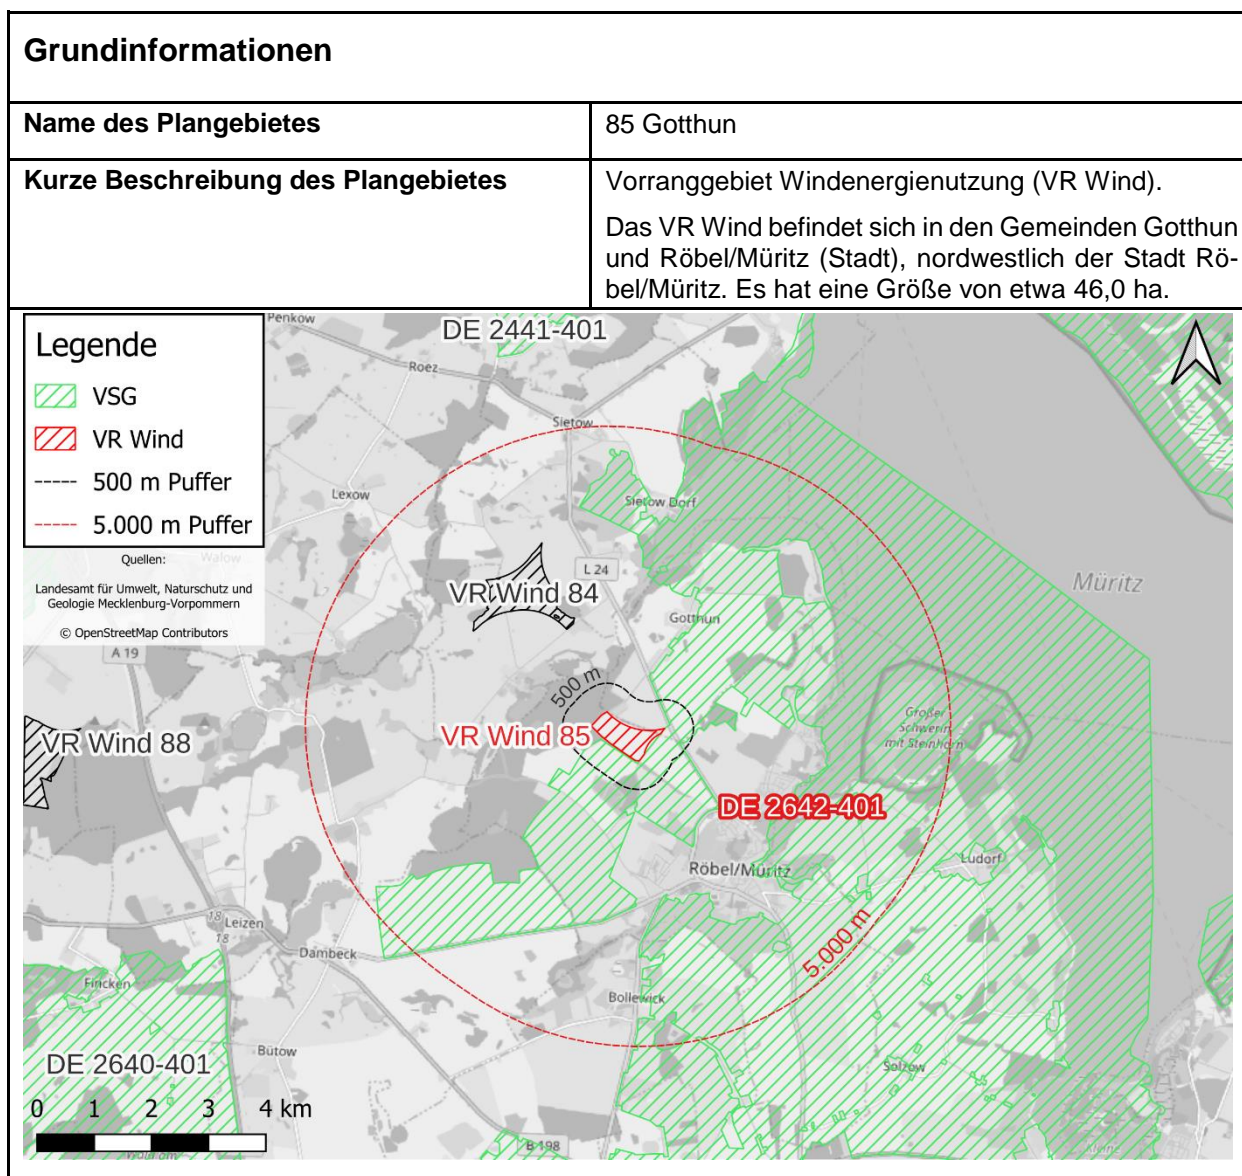 Grundinformationen
Name des Plangebietes
85 Gotthun
Kurze Beschreibung des Plangebietes
Vorranggebiet Windenergienutzung (VR Wind).
Das VR Wind befindet sich in den Gemeinden Gotthun
und Röbel/Müritz (Stadt), nordwestlich der Stadt Rö-
bel/Müritz. Es hat eine Größe von etwa 46,0 ha.
Legende
VSG
VR Wind
500 m Puffer
5.000 m Puffer
Quellen:
Landesamt für Umwelt, Naturschutz und
Geologie Mecklenburg-Vorpommern
© OpenStreetMap Contributors
Penkow
DE 2441-401
Roez
Sietow
Lexow
Sietow Dorf
Walow
L 24
VR Wind 84
Müritz
Gotthun
A 19
500 m
Großer
Schwerin
mit Steinhorn
VR Wind 85
VR Wind 88
DE 2642-401
Röbel/Müritz
Ludorf
18
Leizen
18
Dambeck
5.000 m
Fincken
Bollewick
Bütow
DE 2640-401
Solzow
0 1 2 3 4 km
B 198
Kleine